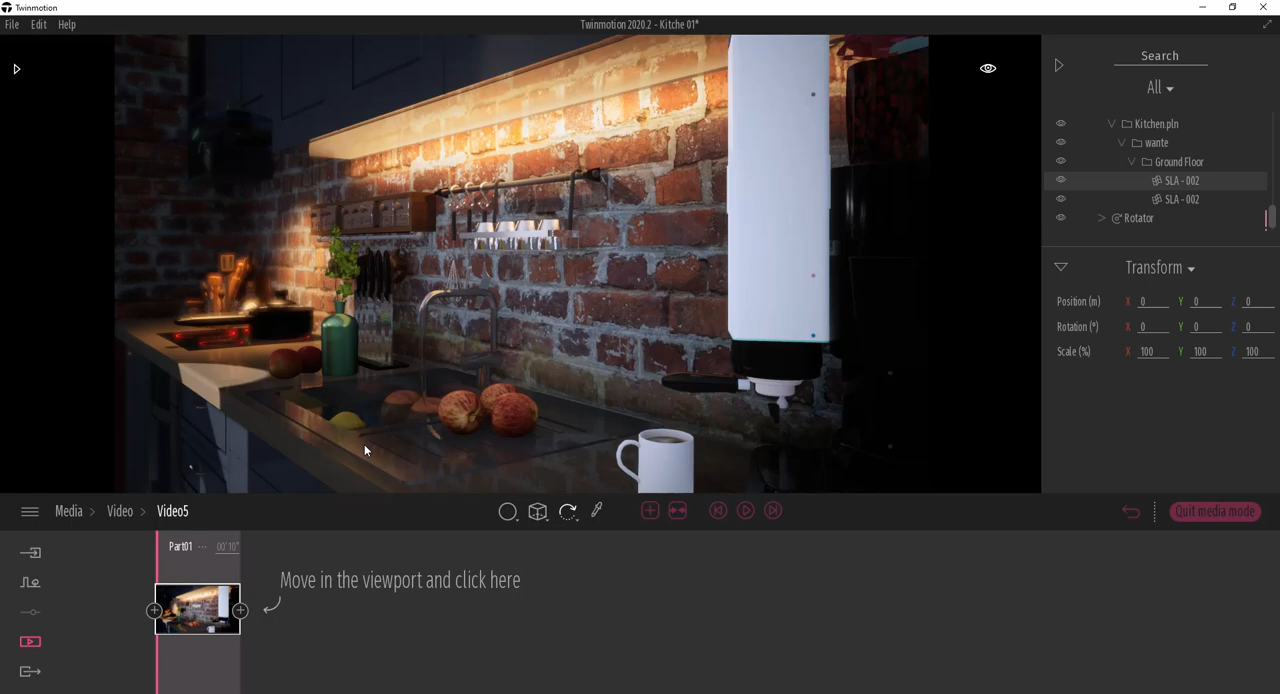 Twinmotion
File Edit Help
Twinmotion 2020.2 - Kitche 01*
Search
All
Kitchen.pln
wante
Ground Floor
SLA - 002
SLA - 002
Rotator
Transform
Position (m) X 0 Y 0 Z 0
Rotation (°) X 0 Y 0 Z 0
Scale (%) X 100 Y 100 Z 100
Media > Video > Video5
Quit media mode
Part01 ... 00'10"
Move in the viewport and click here